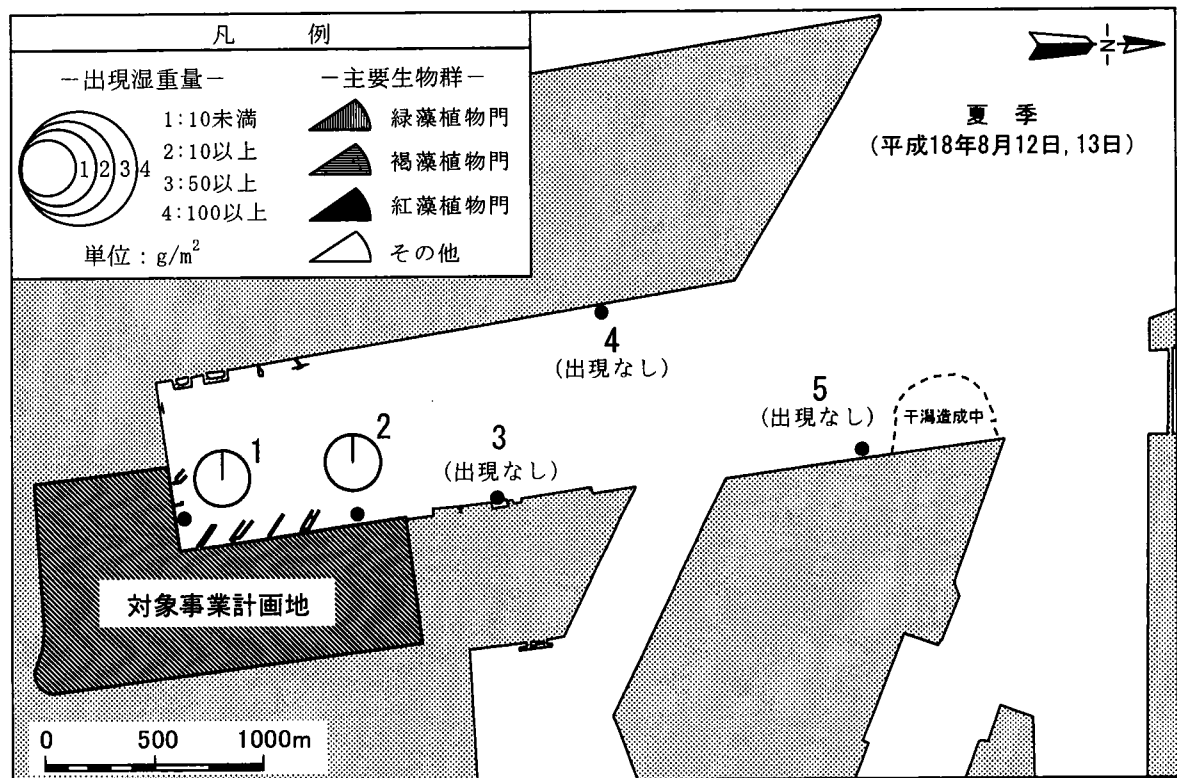 凡 例
－出現湿重量－
1 2 3 4
1:10未満
2:10以上
3:50以上
4:100以上
単位：g/m²
－主要生物群－
緑藻植物門
褐藻植物門
紅藻植物門
その他
N
夏 季
(平成18年8月12日, 13日)
4
(出現なし)
5
(出現なし)
干潟造成中
1
2
3
(出現なし)
対象事業計画地
0 500 1000m